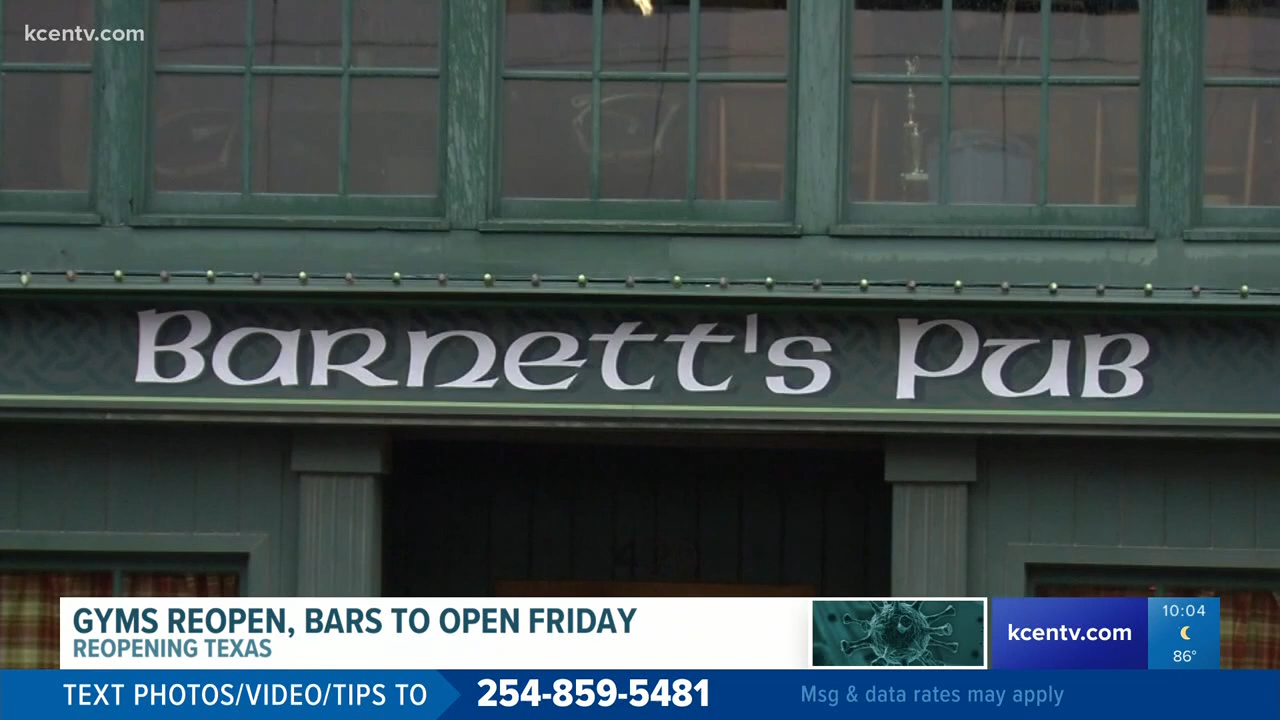 kcentv.com
Barnett's Pub
GYMS REOPEN, BARS TO OPEN FRIDAY
REOPENING TEXAS
kcentv.com
10:04
86°
TEXT PHOTOS/VIDEO/TIPS TO
254-859-5481
Msg & data rates may apply